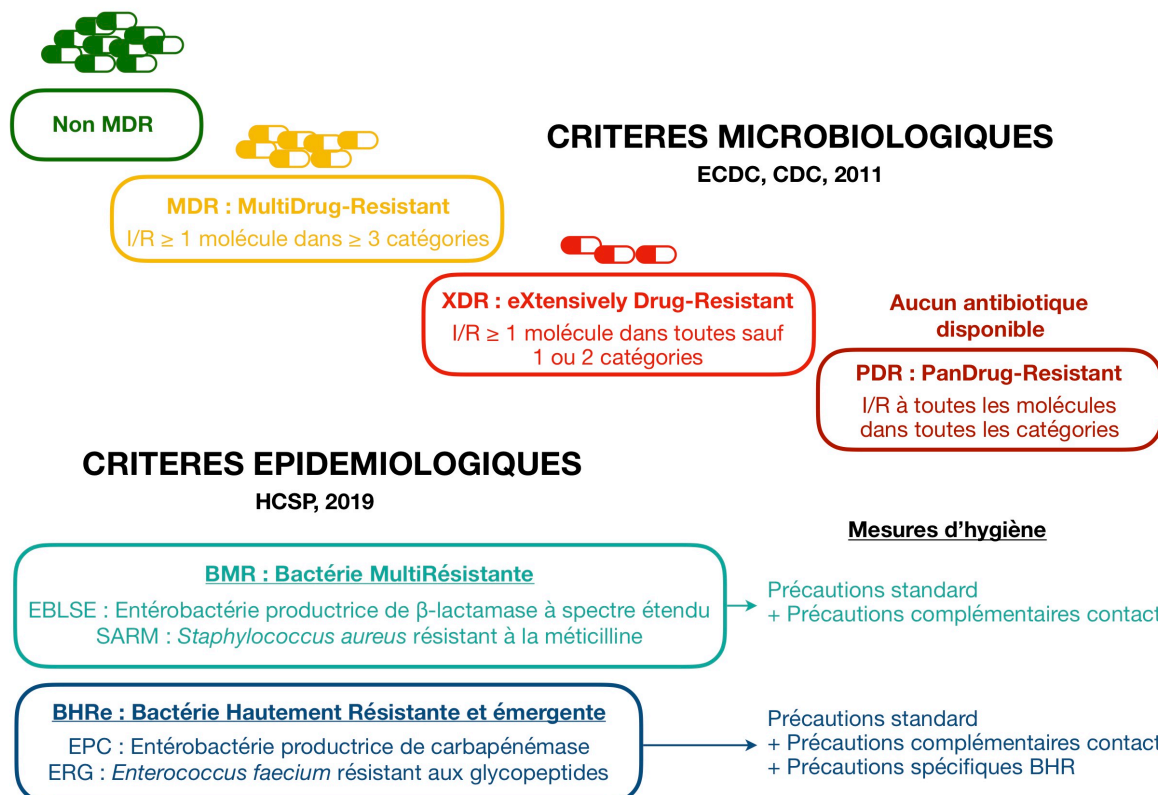 Non MDR
CRITERES MICROBIOLOGIQUES
ECDC, CDC, 2011
MDR : MultiDrug-Resistant
I/R ≥ 1 molécule dans ≥ 3 catégories
XDR : eXtensively Drug-Resistant
I/R ≥ 1 molécule dans toutes sauf
1 ou 2 catégories
Aucun antibiotique
disponible
PDR : PanDrug-Resistant
I/R à toutes les molécules
dans toutes les catégories
CRITERES EPIDEMIOLOGIQUES
HCSP, 2019
Mesures d’hygiène
BMR : Bactérie MultiRésistante
EBLSE : Entérobactérie productrice de β-lactamase à spectre étendu
SARM : Staphylococcus aureus résistant à la méticilline
Précautions standard
+ Précautions complémentaires contact
BHRe : Bactérie Hautement Résistante et émergente
EPC : Entérobactérie productrice de carbapénémase
ERG : Enterococcus faecium résistant aux glycopeptides
Précautions standard
+ Précautions complémentaires contact
+ Précautions spécifiques BHR